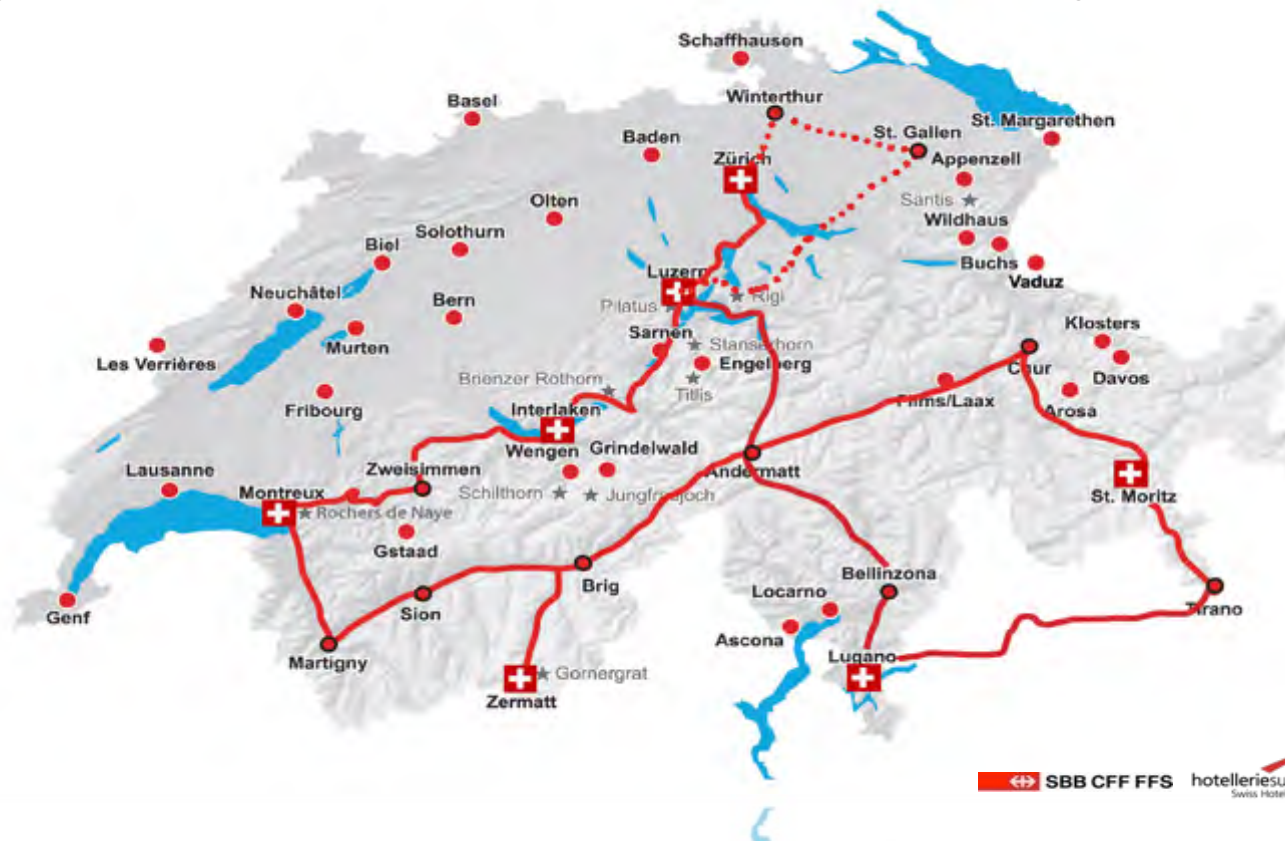 Schaffhausen
Basel
Winterthur
Baden
St. Gallen
St. Margarethen
Zürich
Appenzell
Säntis
Olten
Wildhaus
Solothurn
Biel
Buchs
Luzern
Vaduz
Neuchâtel
Bern
Pilatus
Rigi
Klosters
Les Verrières
Murten
Sarnen
Stanserhorn
Engelberg
Chur
Davos
Brienzer Rothorn
Titlis
Flims/Laax
Arosa
Fribourg
Interlaken
Wengen
Grindelwald
Lausanne
Zweisimmen
Andermatt
Montreux
Schilthorn
Jungfraujoch
St. Moritz
Rochers de Naye
Gstaad
Brig
Bellinzona
Genf
Sion
Locarno
Tirano
Ascona
Martigny
Lugano
Gornergrat
Zermatt
SBB CFF FFS
hotelleriesu
Swiss Hotel